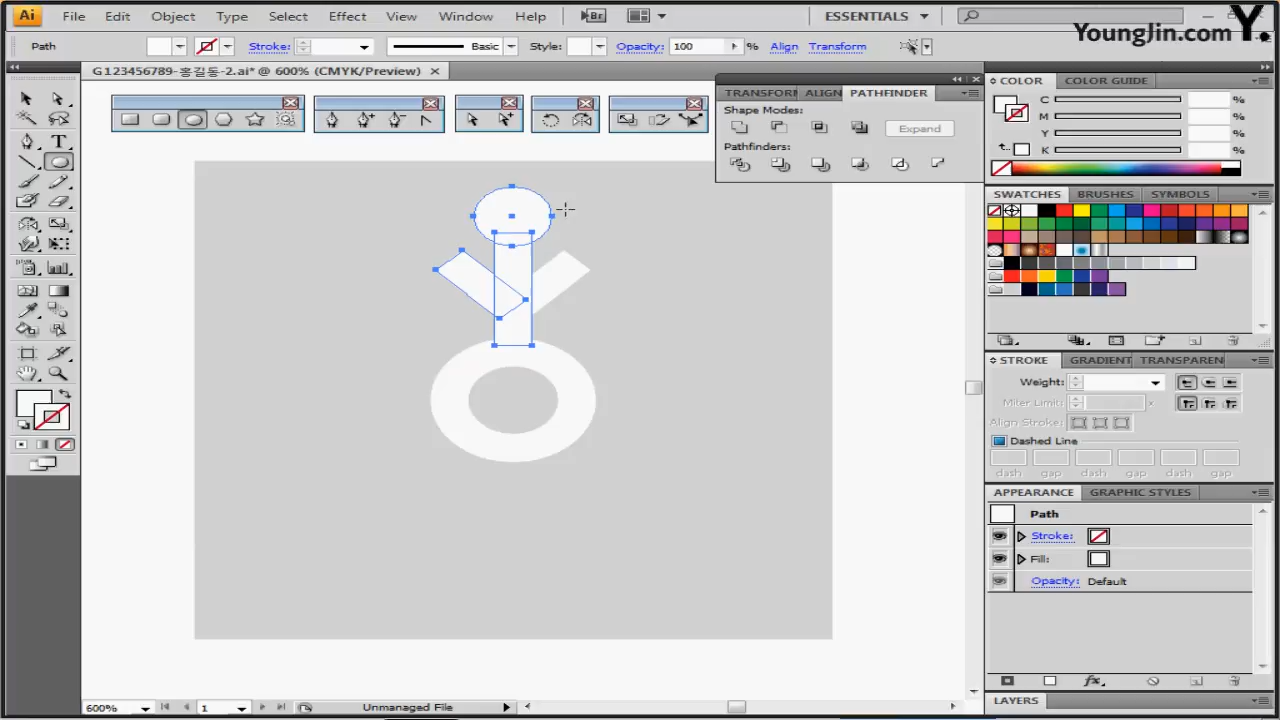 Ai File Edit Object Type Select Effect View Window Help Br ESSENTIALS
YoungJin.com Y.
Path Stroke: Basic Style: Opacity: 100 % Align Transform
G123456789-홍길동-2.ai* @ 600% (CMYK/Preview)
TRANSFORM ALIGN PATHFINDER
Shape Modes:
Expand
Pathfinders:
COLOR COLOR GUIDE
C %
M %
Y %
K %
SWATCHES BRUSHES SYMBOLS
STROKE GRADIENT TRANSPAREN
Weight:
Miter Limit: x
Align Stroke:
Dashed Line
dash gap dash gap dash gap
APPEARANCE GRAPHIC STYLES
Path
Stroke:
Fill:
Opacity: Default
fx
LAYERS
600% 1 Unmanaged File